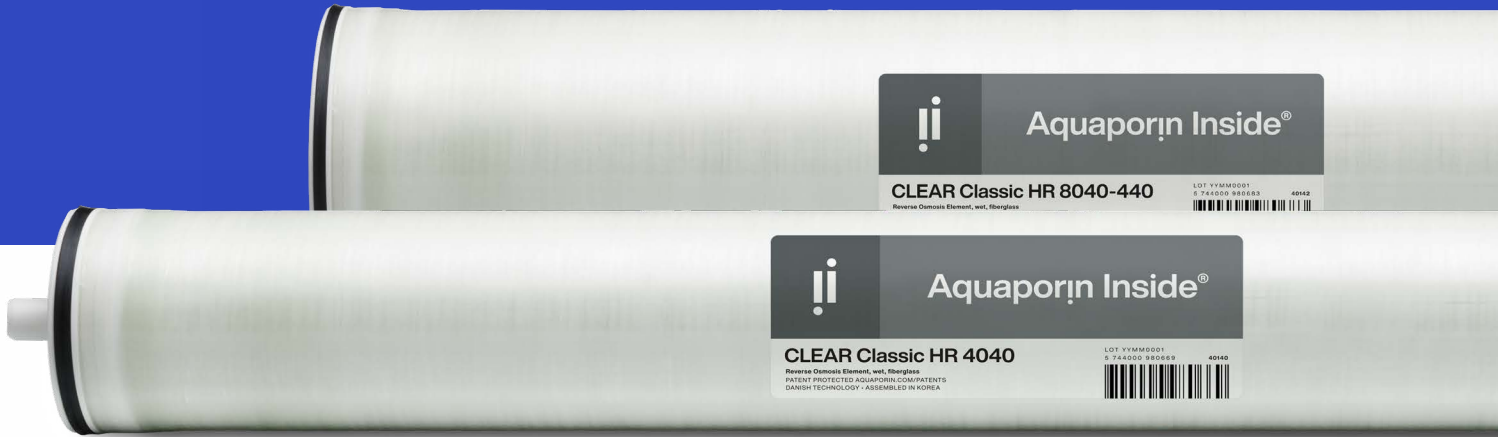 Aquaporin Inside®
CLEAR Classic HR 8040-440
Reverse Osmosis Element, wet, fiberglass
LOT YYMM0001
5 744000 980683
40142
Aquaporin Inside®
CLEAR Classic HR 4040
Reverse Osmosis Element, wet, fiberglass
PATENT PROTECTED AQUAPORIN.COM/PATENTS
DANISH TECHNOLOGY • ASSEMBLED IN KOREA
LOT YYMM0001
5 744000 980669
40140